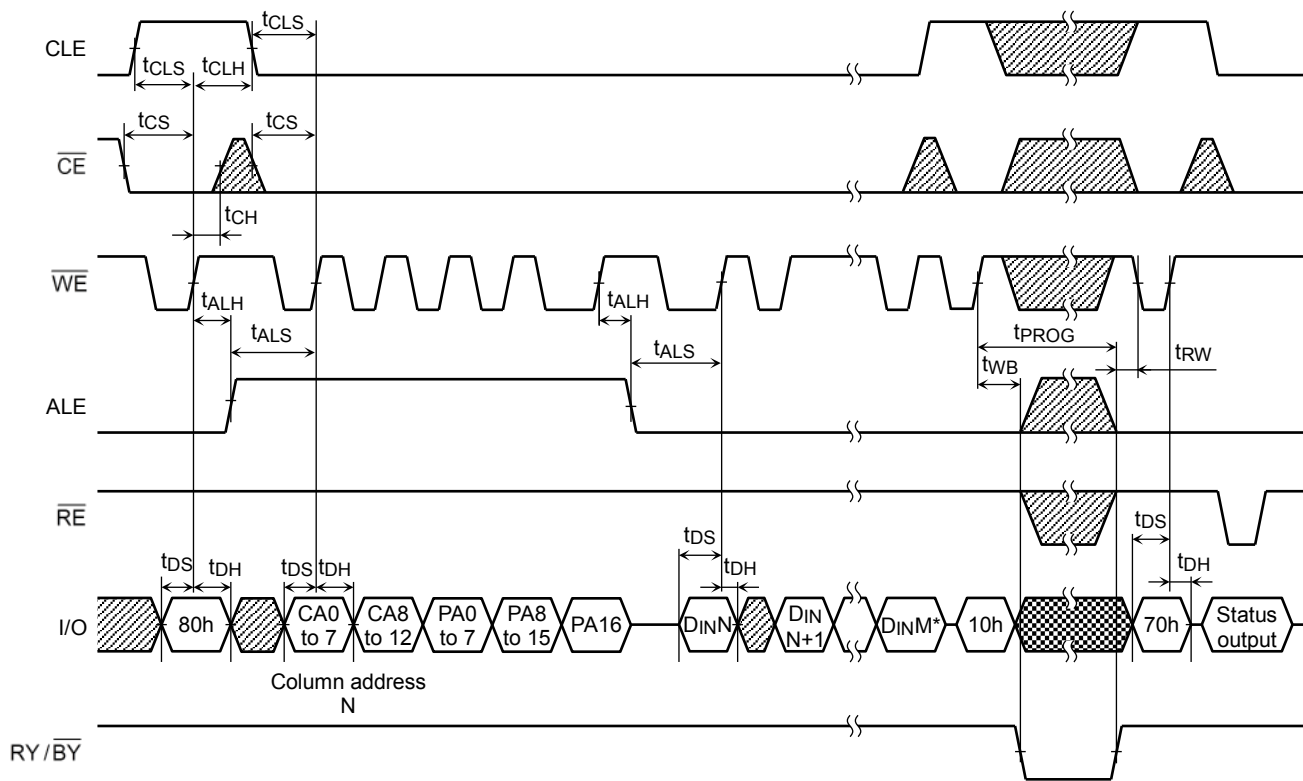 tCLS
CLE
tCLS tCLH
tCS tCS
CE
tCH
WE
tALH tALH
tPROG
tALS tALS
tWB tRW
ALE
RE
tDS tDS
tDS tDH tDS tDH tDH tDH
I/O
80h
CA0 to 7
CA8 to 12
PA0 to 7
PA8 to 15
PA16
DINN
DIN N+1
DINM*
10h
70h
Status output
Column address
N
RY/BY